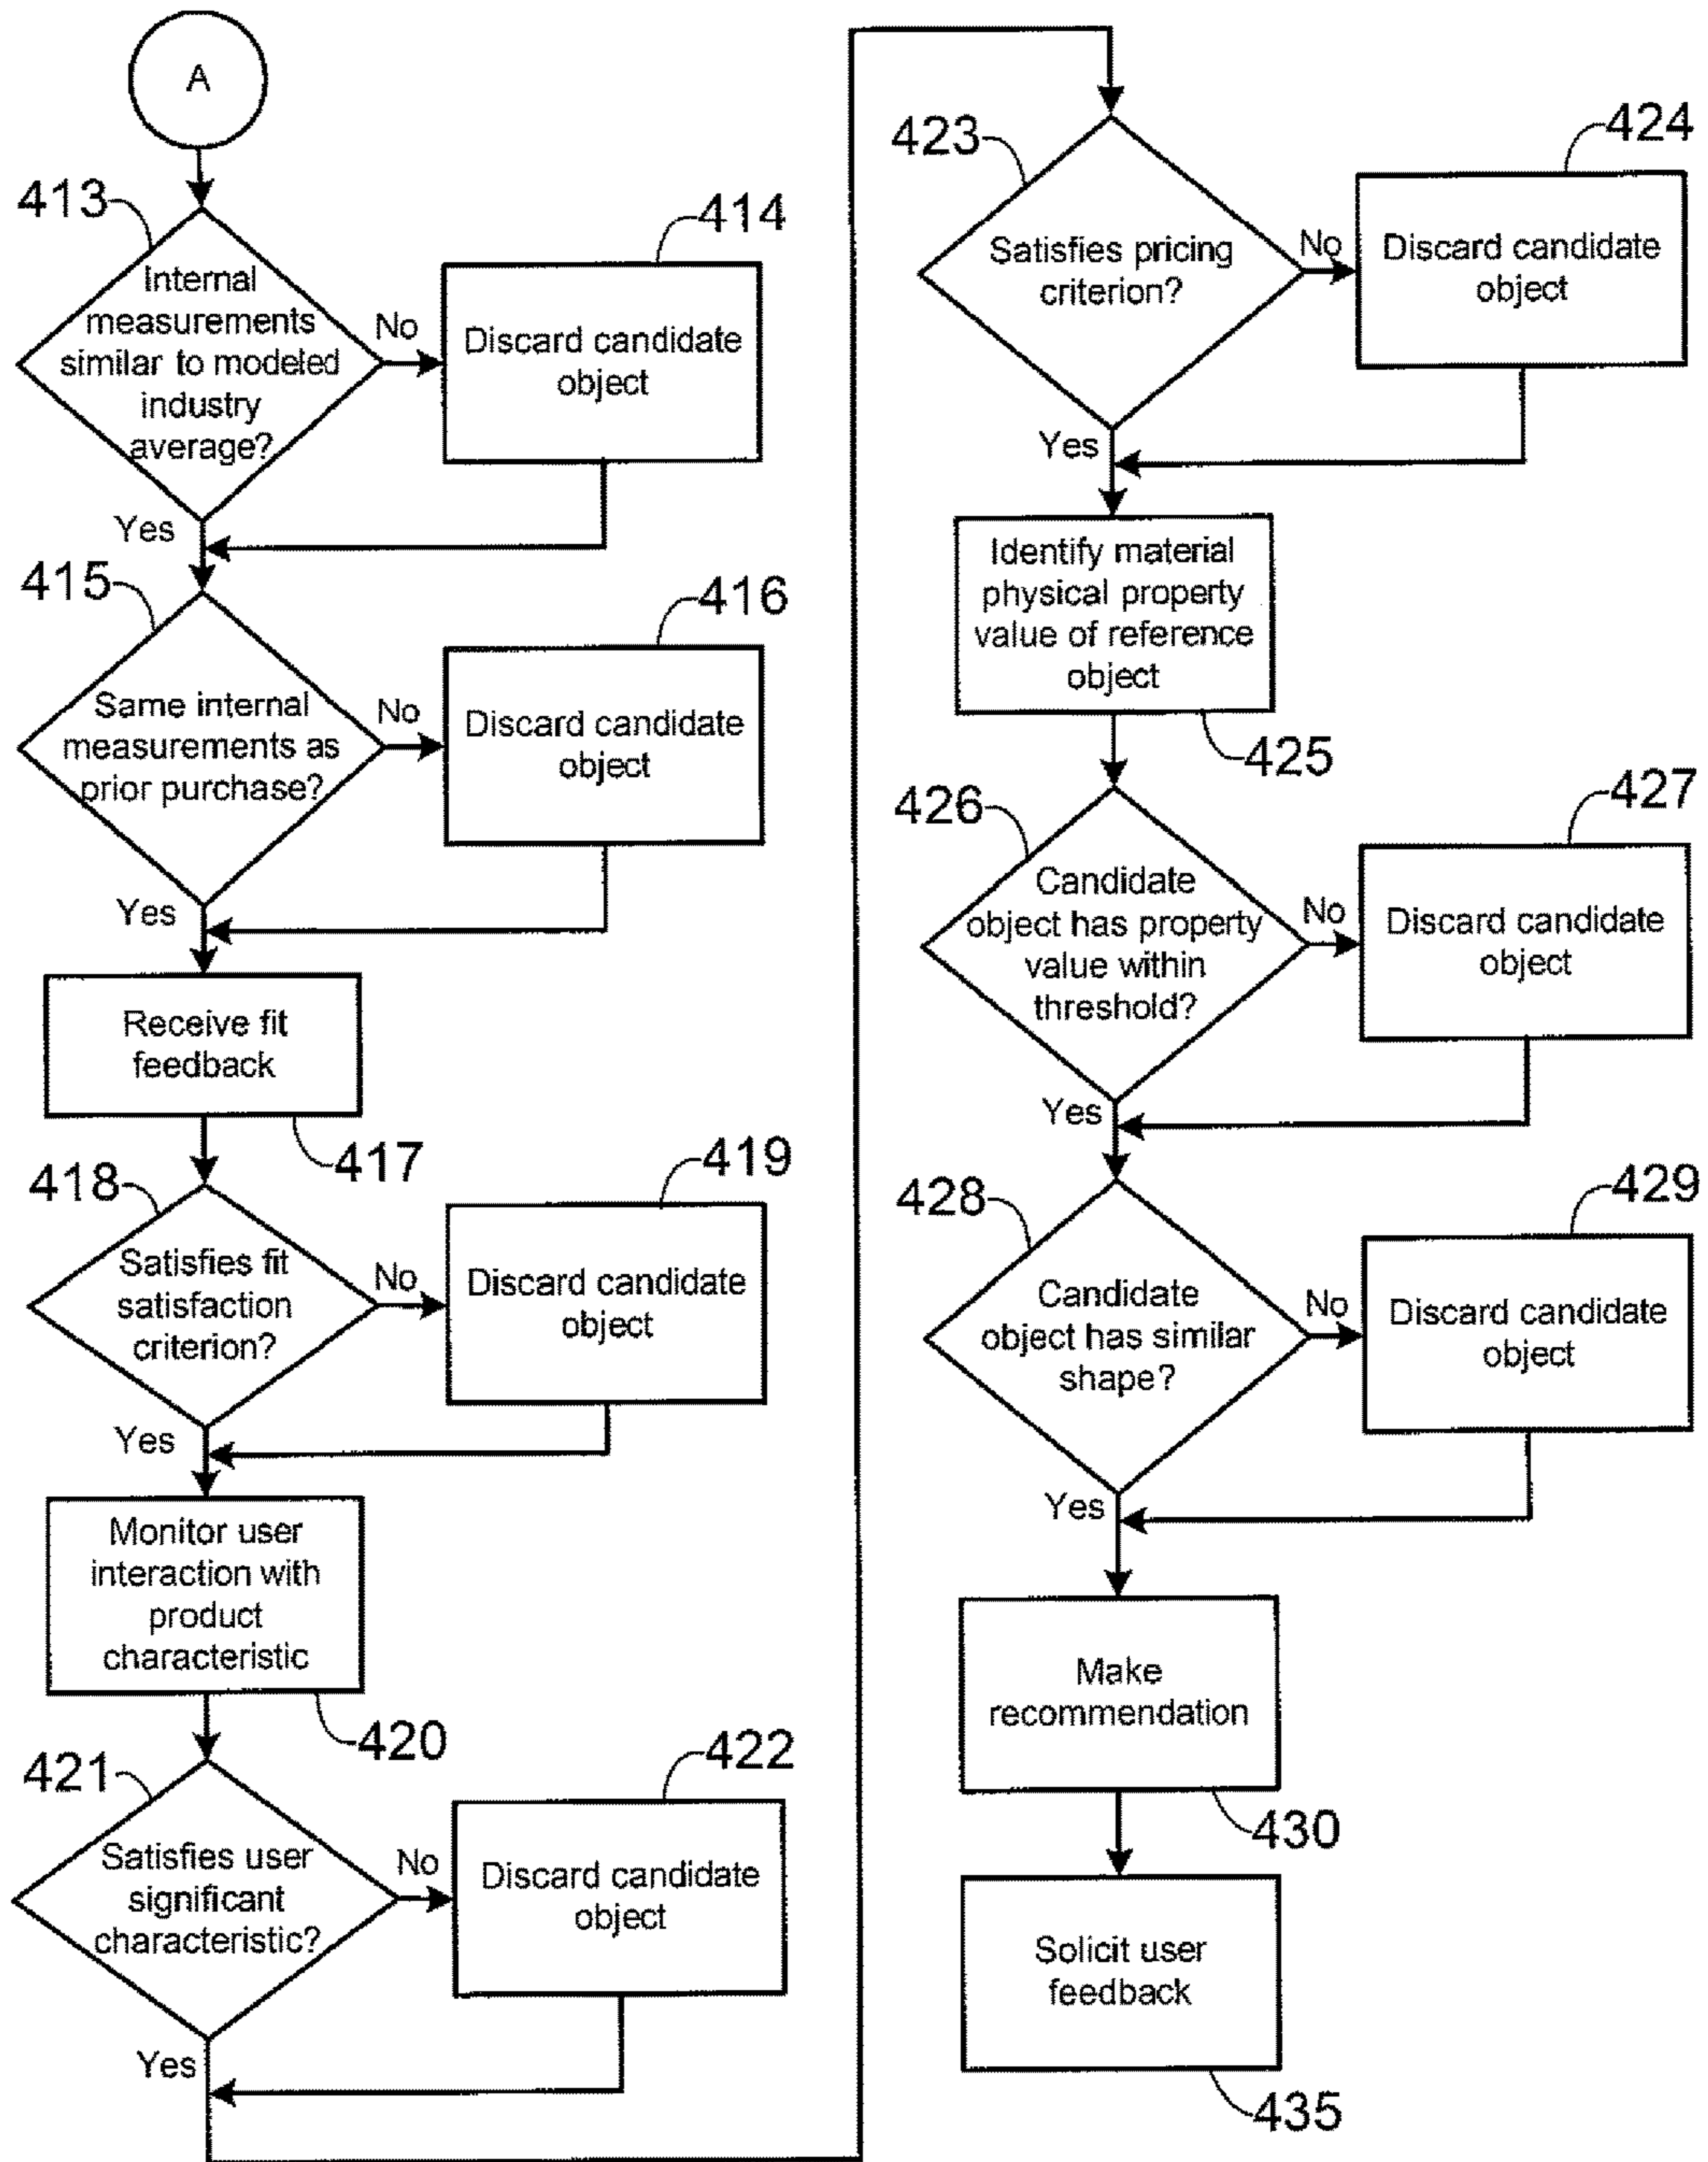 A
413
Internal
measurements
similar to modeled
industry
average?
No
414
Discard candidate
object
Yes
415
Same internal
measurements as
prior purchase?
No
416
Discard candidate
object
Yes
Receive fit
feedback
417
418
Satisfies fit
satisfaction
criterion?
No
419
Discard candidate
object
Yes
Monitor user
interaction with
product
characteristic
420
421
Satisfies user
significant
characteristic?
No
422
Discard candidate
object
Yes
423
Satisfies pricing
criterion?
No
424
Discard candidate
object
Yes
Identify material
physical property
value of reference
object
425
426
Candidate
object has property
value within
threshold?
No
427
Discard candidate
object
Yes
428
Candidate
object has similar
shape?
No
429
Discard candidate
object
Yes
Make
recommendation
430
Solicit user
feedback
435